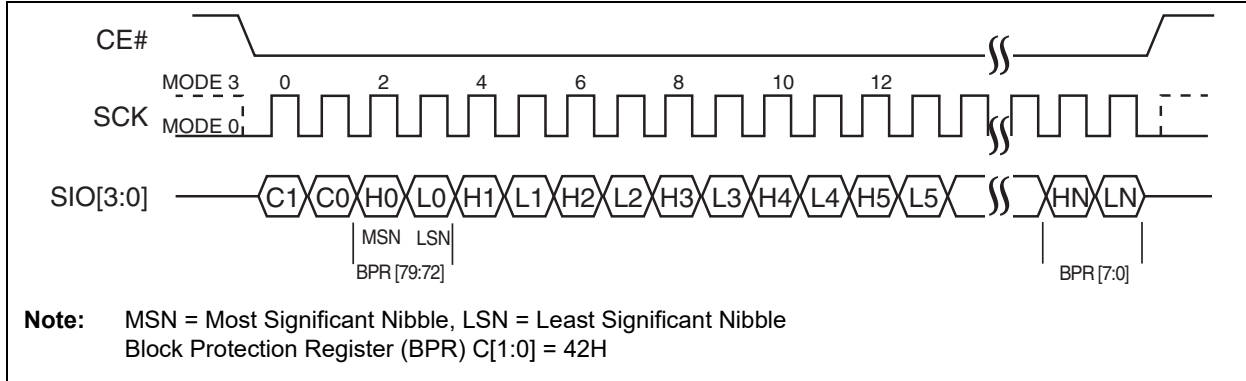 CE#
MODE 3 0 2 4 6 8 10 12
SCK MODE 0
SIO[3:0] C1 C0 H0 L0 H1 L1 H2 L2 H3 L3 H4 L4 H5 L5 HN LN
MSN LSN
BPR [79:72] BPR [7:0]
Note: MSN = Most Significant Nibble, LSN = Least Significant Nibble
Block Protection Register (BPR) C[1:0] = 42H